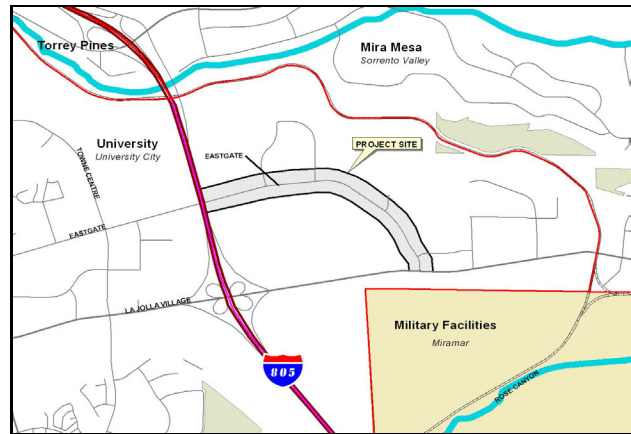 Torrey Pines
Mira Mesa
Sorrento Valley
University
University City
TOWNE CENTRE
EASTGATE
PROJECT SITE
EASTGATE
LA JOLLA VILLAGE
Military Facilities
Miramar
805
ROSE CANYON